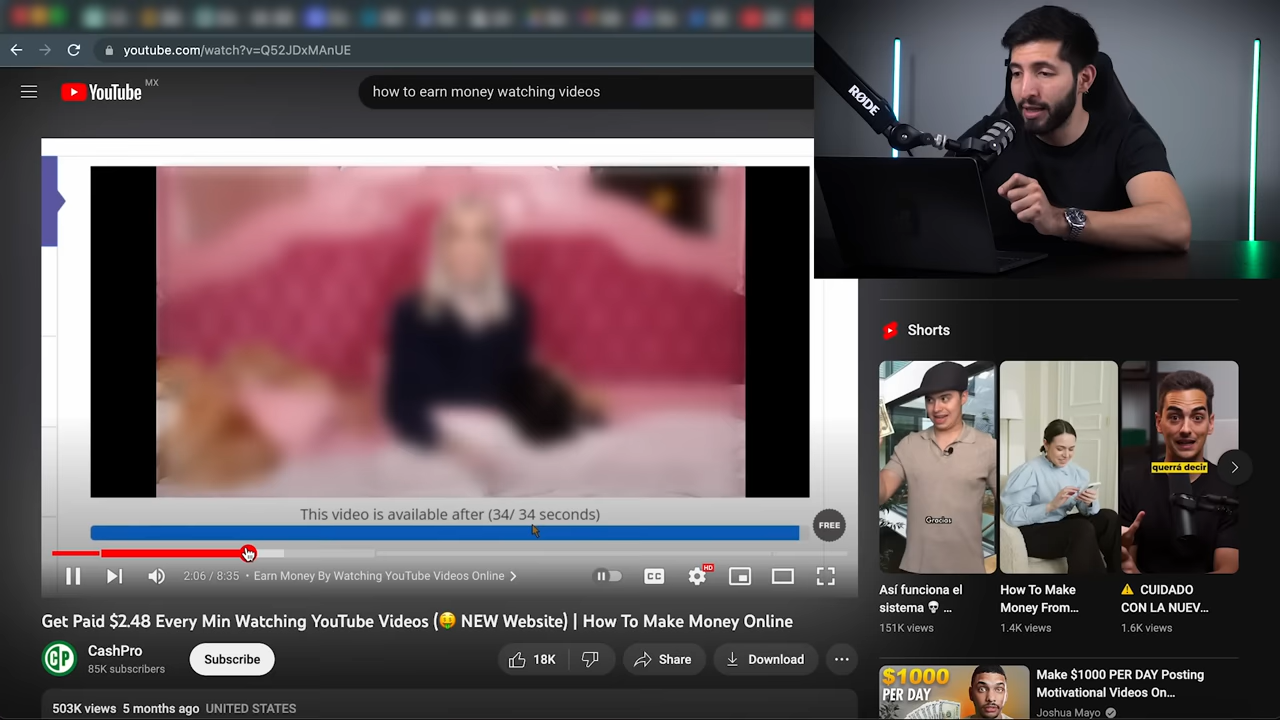 youtube.com/watch?v=Q52JDxMAnUE
YouTube MX
how to earn money watching videos
RØDE
This video is available after (34/ 34 seconds)
FREE
2:06 / 8:35 • Earn Money By Watching YouTube Videos Online
CC
HD
Get Paid $2.48 Every Min Watching YouTube Videos (🤑 NEW Website) | How To Make Money Online
CP
CashPro
85K subscribers
Subscribe
18K
Share
Download
503K views 5 months ago UNITED STATES
Shorts
Gracias
querrá decir
Así funciona el
sistema 💀 ...
151K views
How To Make
Money From...
1.4K views
⚠️ CUIDADO
CON LA NUEV...
1.6K views
$1000
PER DAY
Make $1000 PER DAY Posting
Motivational Videos On...
Joshua Mayo